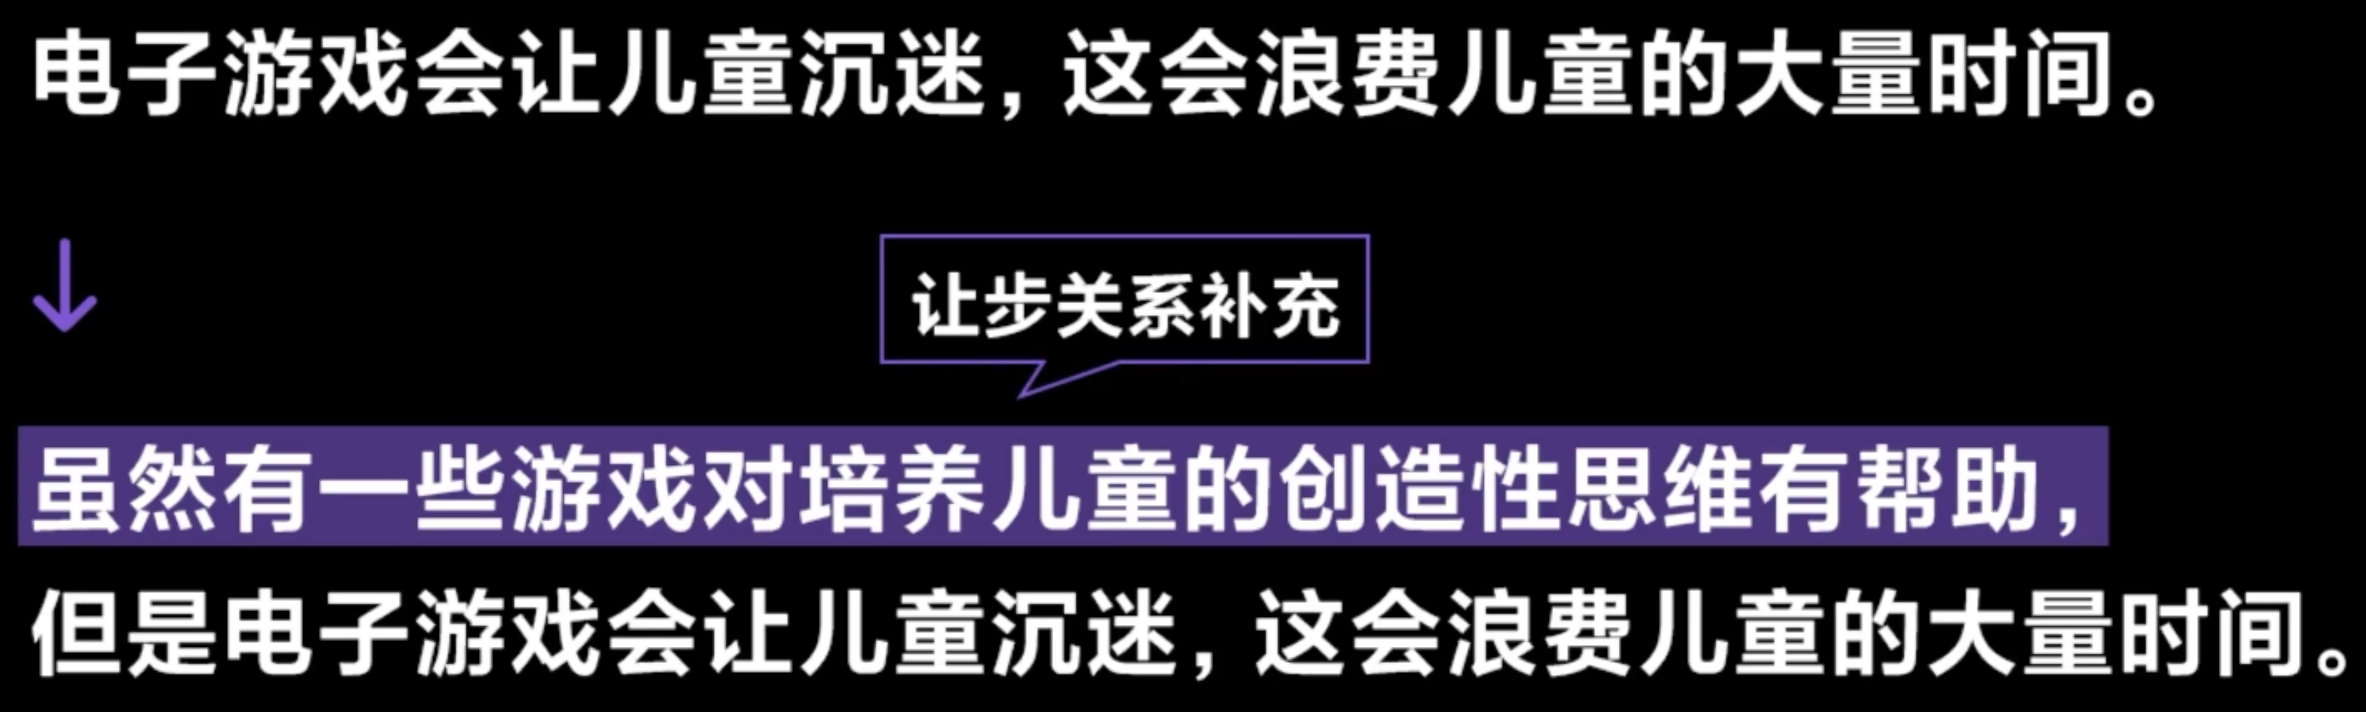 电子游戏会让儿童沉迷，这会浪费儿童的大量时间。
让步关系补充
虽然有一些游戏对培养儿童的创造性思维有帮助，
但是电子游戏会让儿童沉迷，这会浪费儿童的大量时间。